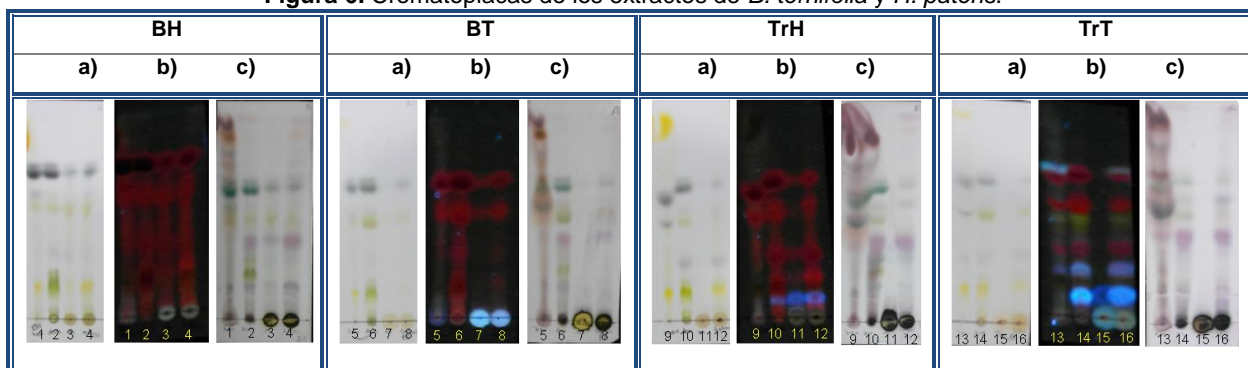 Figura 6. Cromatoplacas de los extractos de B. ternifolia y H. patens.
BH BT TrH TrT
a) b) c) a) b) c) a) b) c) a) b) c)
1 2 3 4 1 2 3 4 1 2 3 4 5 6 7 8 5 6 7 8 5 6 7 8 9 10 11 12 9 10 11 12 9 10 11 12 13 14 15 16 13 14 15 16 13 14 15 16